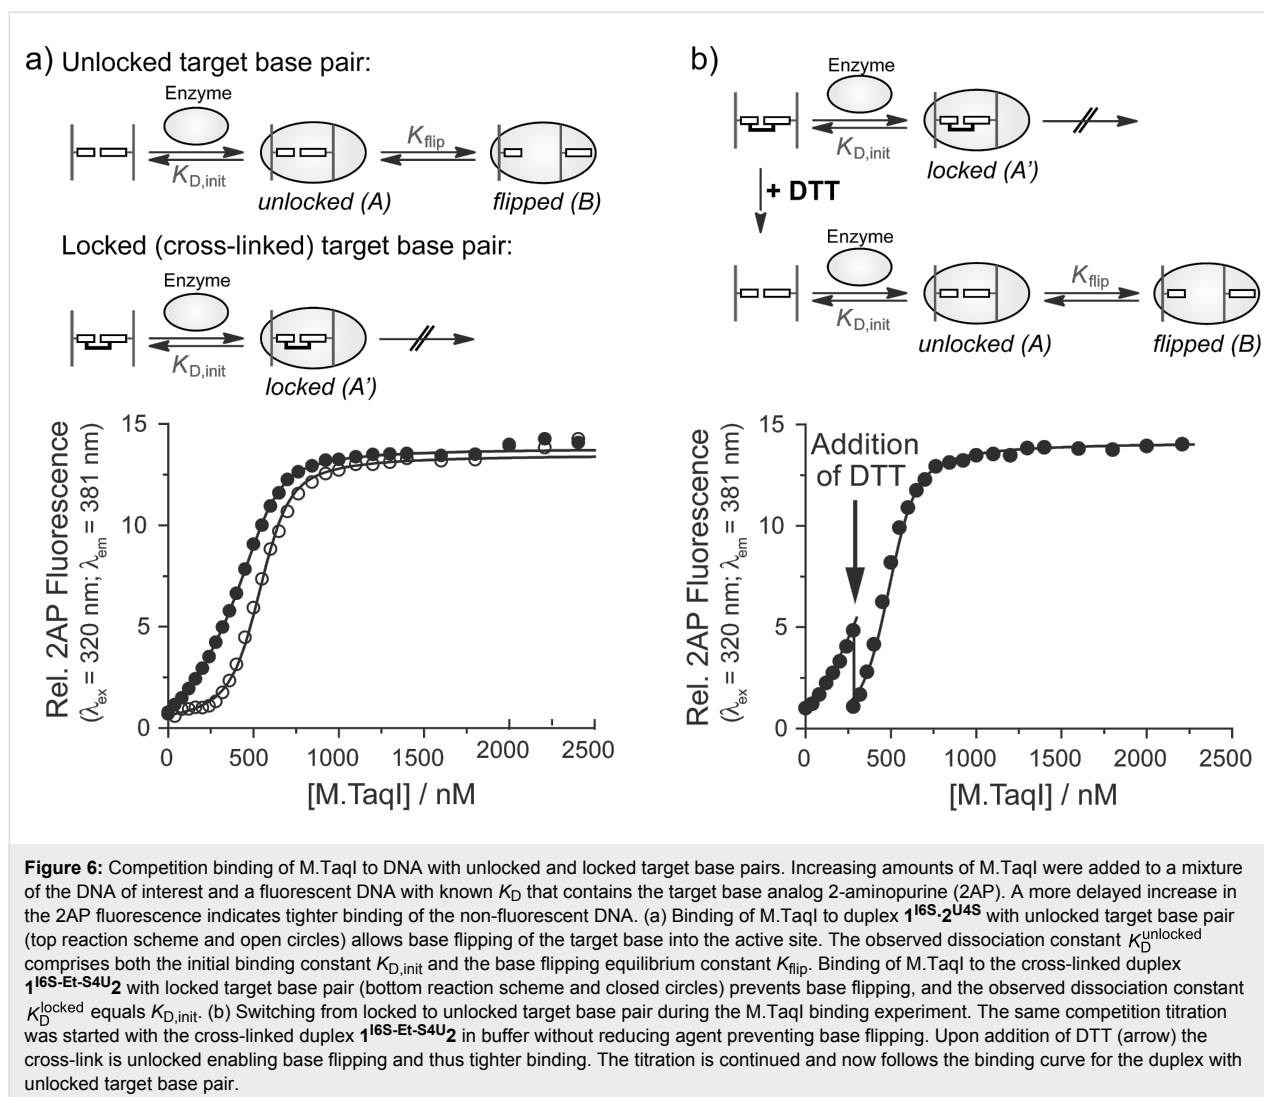 a) Unlocked target base pair:
Enzyme
K_D,init
K_flip
unlocked (A)
flipped (B)
Locked (cross-linked) target base pair:
Enzyme
K_D,init
locked (A')
15
10
5
0
Rel. 2AP Fluorescence
(λex = 320 nm; λem = 381 nm)
0 500 1000 1500 2000 2500
[M.TaqI] / nM
b)
Enzyme
K_D,init
locked (A')
+ DTT
Enzyme
K_D,init
K_flip
unlocked (A)
flipped (B)
15
10
5
0
Rel. 2AP Fluorescence
(λex = 320 nm; λem = 381 nm)
Addition
of DTT
0 500 1000 1500 2000 2500
[M.TaqI] / nM
Figure 6: Competition binding of M.TaqI to DNA with unlocked and locked target base pairs. Increasing amounts of M.TaqI were added to a mixture
of the DNA of interest and a fluorescent DNA with known K_D that contains the target base analog 2-aminopurine (2AP). A more delayed increase in
the 2AP fluorescence indicates tighter binding of the non-fluorescent DNA. (a) Binding of M.TaqI to duplex 1^I6S·2^U4S with unlocked target base pair
(top reaction scheme and open circles) allows base flipping of the target base into the active site. The observed dissociation constant K_D^unlocked
comprises both the initial binding constant K_D,init and the base flipping equilibrium constant K_flip. Binding of M.TaqI to the cross-linked duplex
1^I6S-Et-S4U2 with locked target base pair (bottom reaction scheme and closed circles) prevents base flipping, and the observed dissociation constant
K_D^locked equals K_D,init. (b) Switching from locked to unlocked target base pair during the M.TaqI binding experiment. The same competition titration
was started with the cross-linked duplex 1^I6S-Et-S4U2 in buffer without reducing agent preventing base flipping. Upon addition of DTT (arrow) the
cross-link is unlocked enabling base flipping and thus tighter binding. The titration is continued and now follows the binding curve for the duplex with
unlocked target base pair.